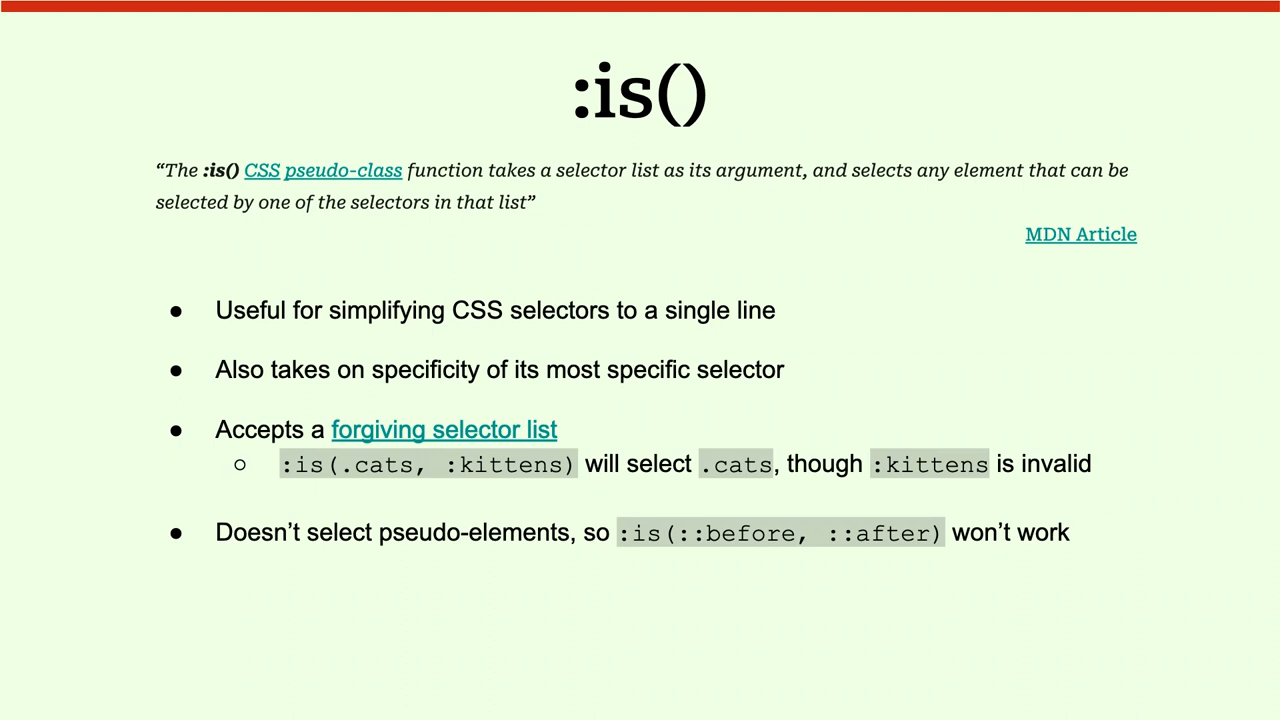 :is()
“The :is() CSS pseudo-class function takes a selector list as its argument, and selects any element that can be
selected by one of the selectors in that list”
MDN Article
● Useful for simplifying CSS selectors to a single line
● Also takes on specificity of its most specific selector
● Accepts a forgiving selector list
○ :is(.cats, :kittens) will select .cats, though :kittens is invalid
● Doesn’t select pseudo-elements, so :is(::before, ::after) won’t work